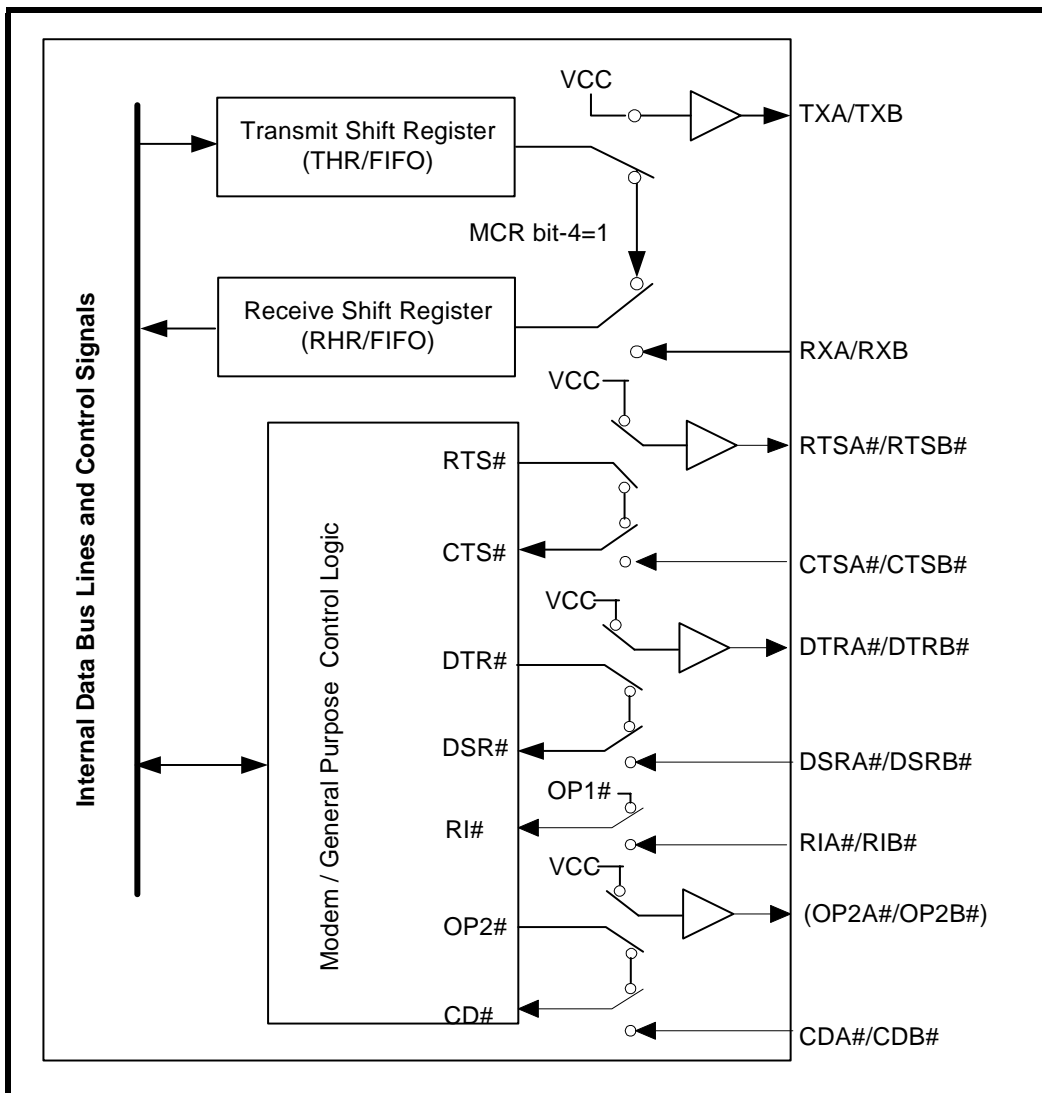 VCC
TXA/TXB
Transmit Shift Register
(THR/FIFO)
MCR bit-4=1
Receive Shift Register
(RHR/FIFO)
RXA/RXB
Internal Data Bus Lines and Control Signals
VCC
RTSA#/RTSB#
RTS#
CTS#
CTSA#/CTSB#
Modem / General Purpose Control Logic
VCC
DTRA#/DTRB#
DTR#
DSR#
DSRA#/DSRB#
OP1#
RI#
RIA#/RIB#
VCC
(OP2A#/OP2B#)
OP2#
CD#
CDA#/CDB#